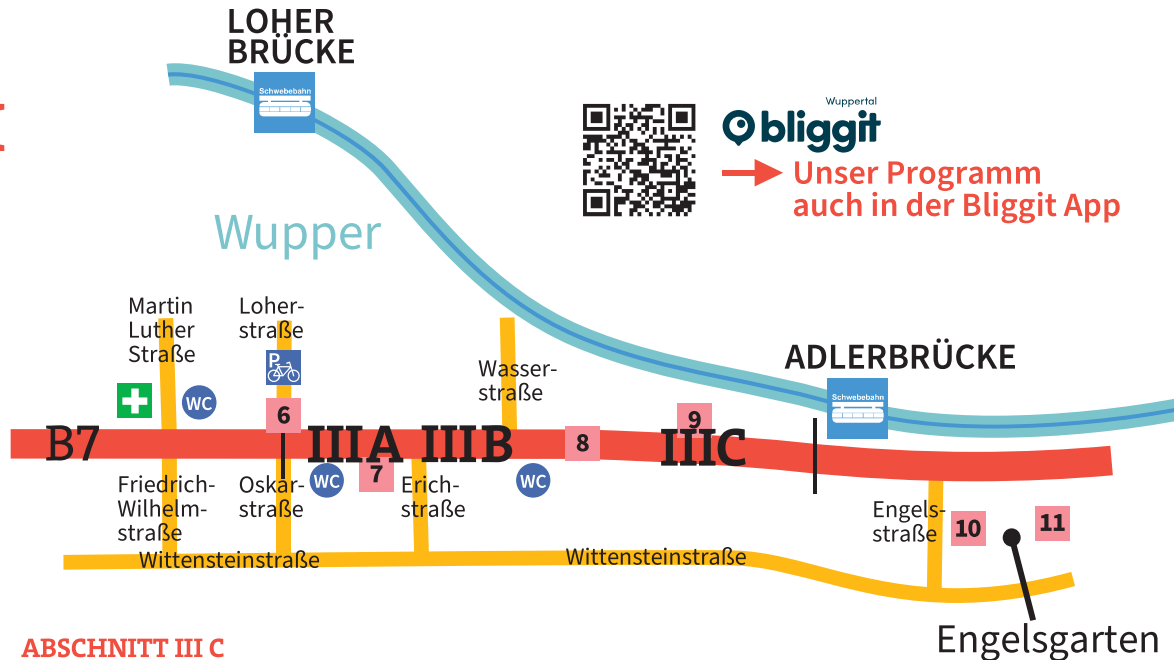 LOHER
BRÜCKE
Schwebebahn
Wuppertal
bliggit
Unser Programm
auch in der Bliggit App
Wupper
Martin
Luther
Straße
Loher-
straße
P
Wasser-
straße
ADLERBRÜCKE
Schwebebahn
WC
6
9
B7
IIIA
IIIB
8
IIIC
7
WC
WC
Friedrich-
Wilhelm-
straße
Oskar-
straße
Erich-
straße
Engels-
straße
10
11
Wittensteinstraße
Wittensteinstraße
Engelsgarten
ABSCHNITT III C